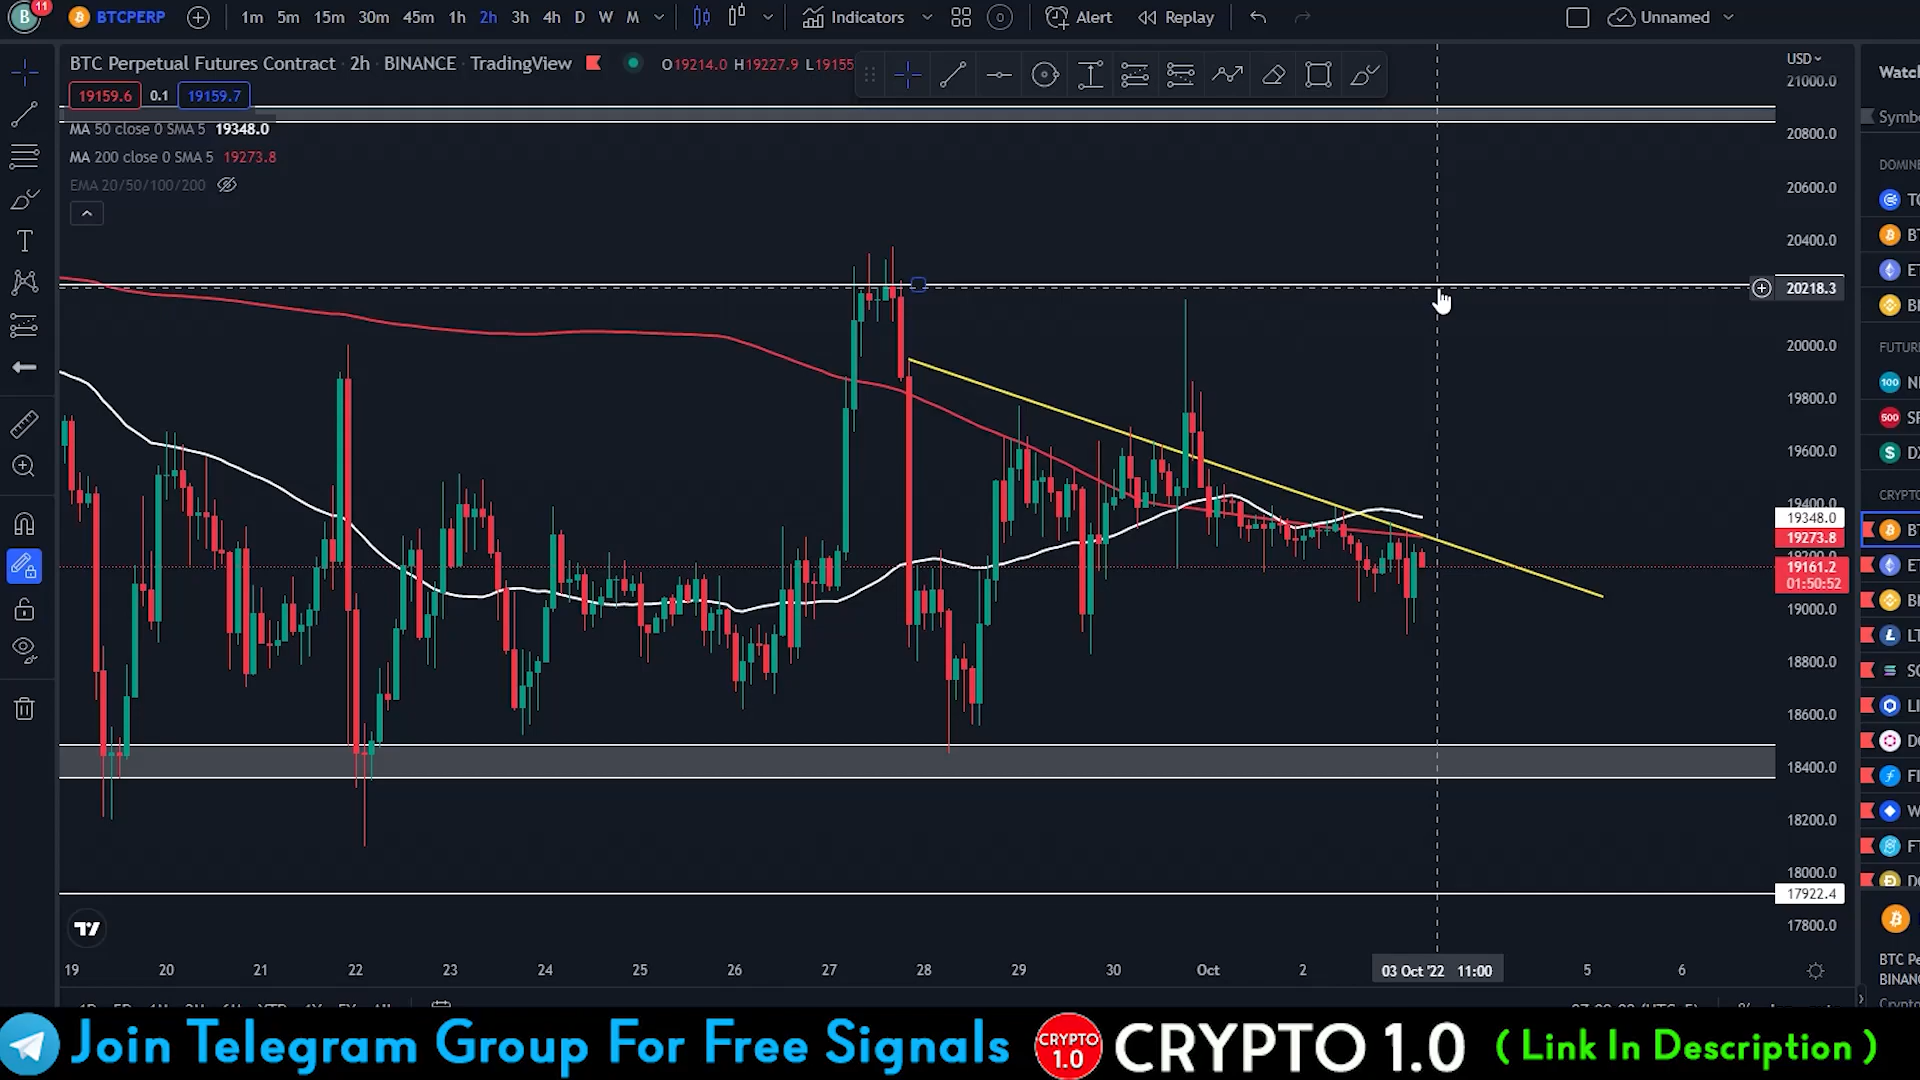 B 11 BTCPERP 1m 5m 15m 30m 45m 1h 2h 3h 4h D W M Indicators Alert Replay Unnamed
BTC Perpetual Futures Contract · 2h · BINANCE · TradingView O19214.0 H19227.9 L19155
19159.6 0.1 19159.7
MA 50 close 0 SMA 5 19348.0
MA 200 close 0 SMA 5 19273.8
EMA 20/50/100/200
USD
21000.0
20800.0
20600.0
20400.0
20218.3
20000.0
19800.0
19600.0
19400.0
19348.0
19273.8
19161.2
01:50:52
19000.0
18800.0
18600.0
18400.0
18200.0
18000.0
17922.4
17800.0
19 20 21 22 23 24 25 26 27 28 29 30 Oct 2 03 Oct '22 11:00 5 6
100
500
BTC
BINAN
Join Telegram Group For Free Signals CRYPTO 1.0 CRYPTO 1.0 ( Link In Description )